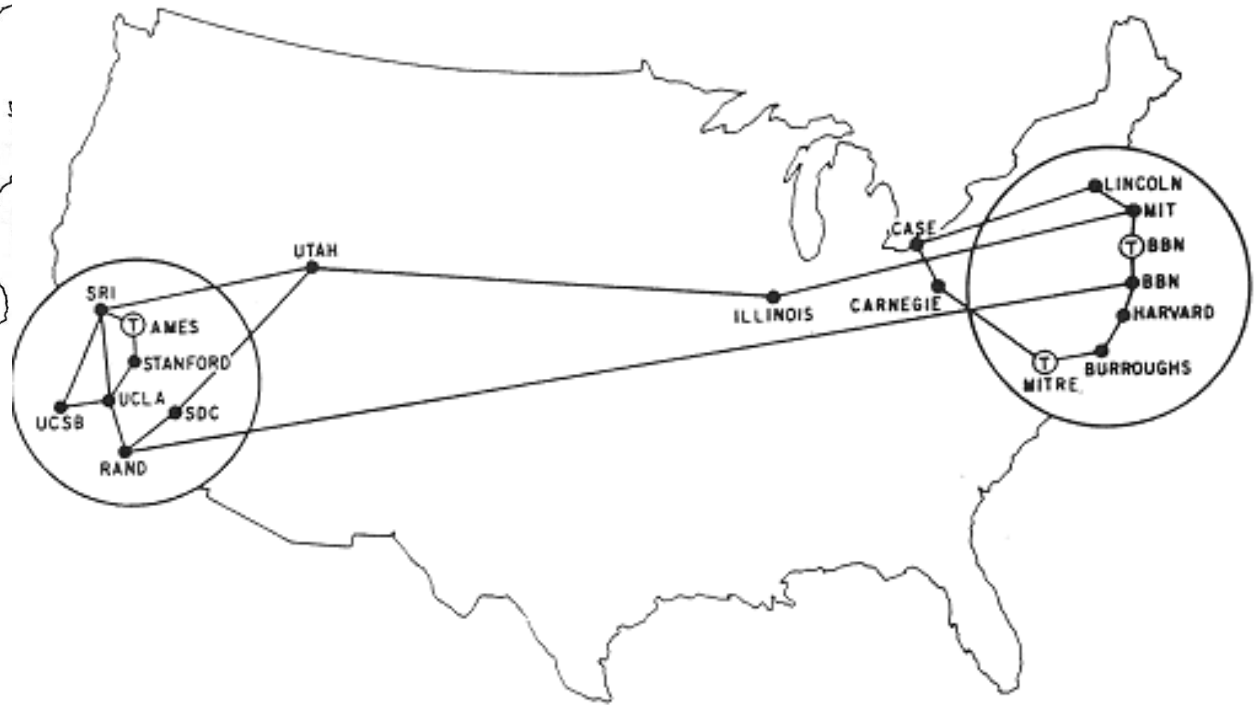 LINCOLN
MIT
CASE
T BBN
UTAH
BBN
SRI
CARNEGIE
ILLINOIS
HARVARD
T AMES
STANFORD
T
BURROUGHS
MITRE
UCLA
SDC
UCSB
RAND